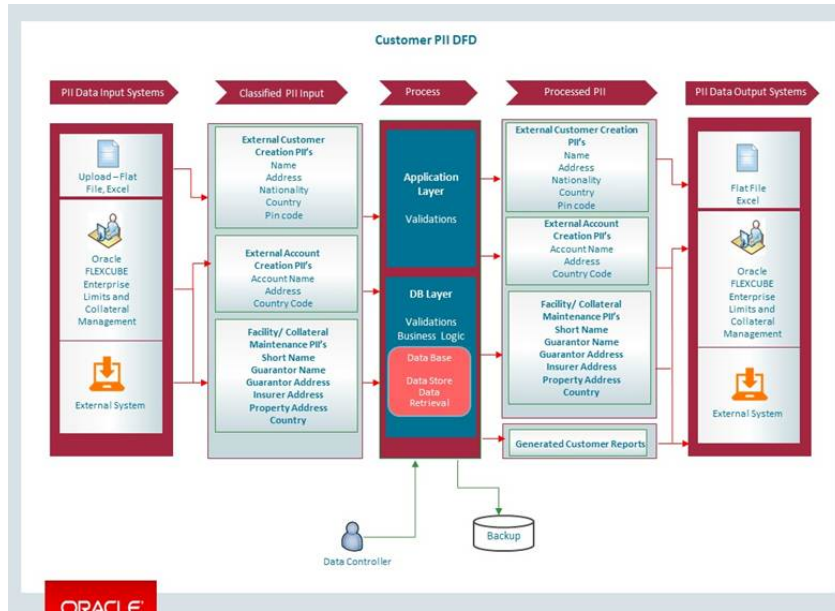 Customer PII DFD
PII Data Input Systems
Classified PII Input
Process
Processed PII
PII Data Output Systems
Upload – Flat
File, Excel
Oracle
FLEXCUBE
Enterprise
Limits and
Collateral
Management
External System
External Customer
Creation PII's
Name
Address
Nationality
Country
Pin code
External Account
Creation PII's
Account Name
Address
Country Code
Facility/ Collateral
Maintenance PII's
Short Name
Guarantor Name
Guarantor Address
Insurer Address
Property Address
Country
Application
Layer
Validations
DB Layer
Validations
Business Logic
Data Base
Data Store
Data
Retrieval
External Customer Creation
PII's
Name
Address
Nationality
Country
Pin code
External Account
Creation PII's
Account Name
Address
Country Code
Facility/ Collateral
Maintenance PII's
Short Name
Guarantor Name
Guarantor Address
Insurer Address
Property Address
Country
Generated Customer Reports
Flat File
Excel
Oracle
FLEXCUBE
Enterprise
Limits and
Collateral
Management
External System
Data Controller
Backup
ORACLE